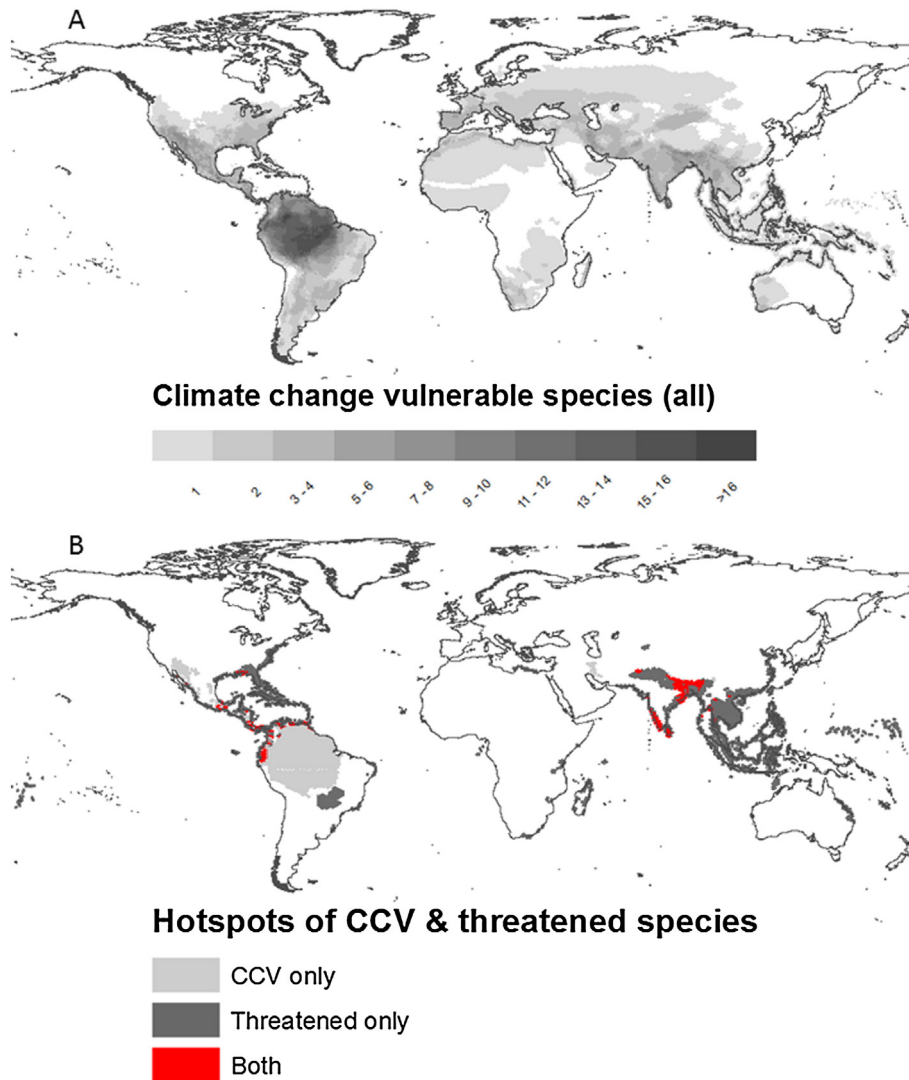 A
Climate change vulnerable species (all)
1 2 3 - 4 5 - 6 7 - 8 9 - 10 11 - 12 13 - 14 15 - 16 >16
B
Hotspots of CCV & threatened species
CCV only
Threatened only
Both